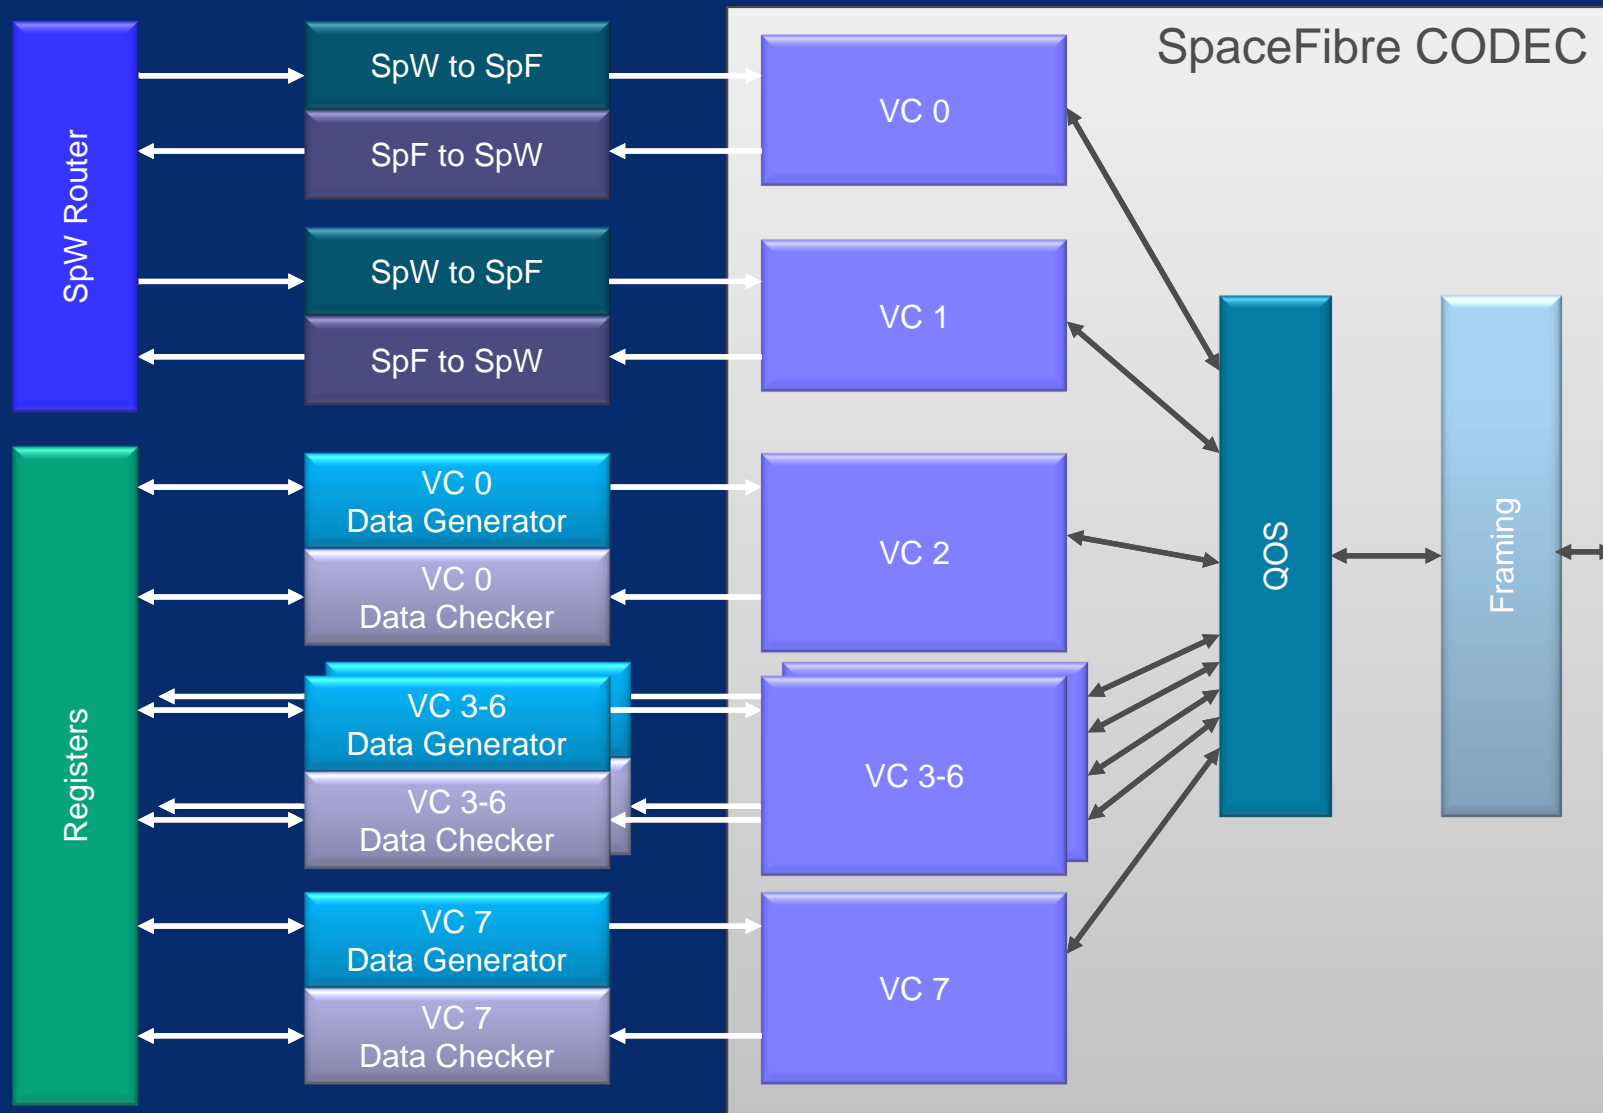 SpaceFibre CODEC
SpW Router
SpW to SpF
SpF to SpW
VC 0
SpW to SpF
SpF to SpW
VC 1
Registers
VC 0
Data Generator
VC 0
Data Checker
VC 2
VC 3-6
Data Generator
VC 3-6
Data Checker
VC 3-6
VC 7
Data Generator
VC 7
Data Checker
VC 7
QOS
Framing